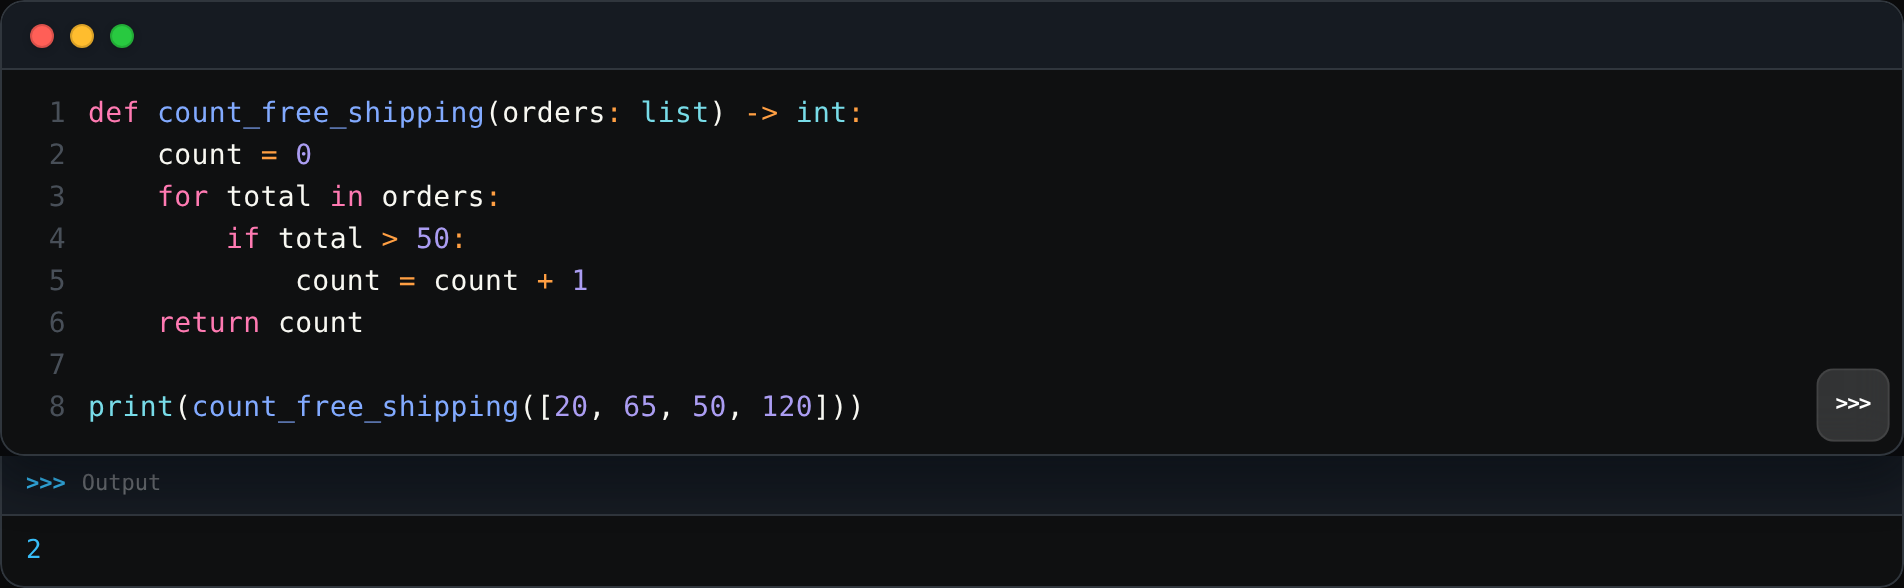 1 def count_free_shipping(orders: list) -> int:
2     count = 0
3     for total in orders:
4         if total > 50:
5             count = count + 1
6     return count
7
8 print(count_free_shipping([20, 65, 50, 120]))
>>>
>>> Output
2